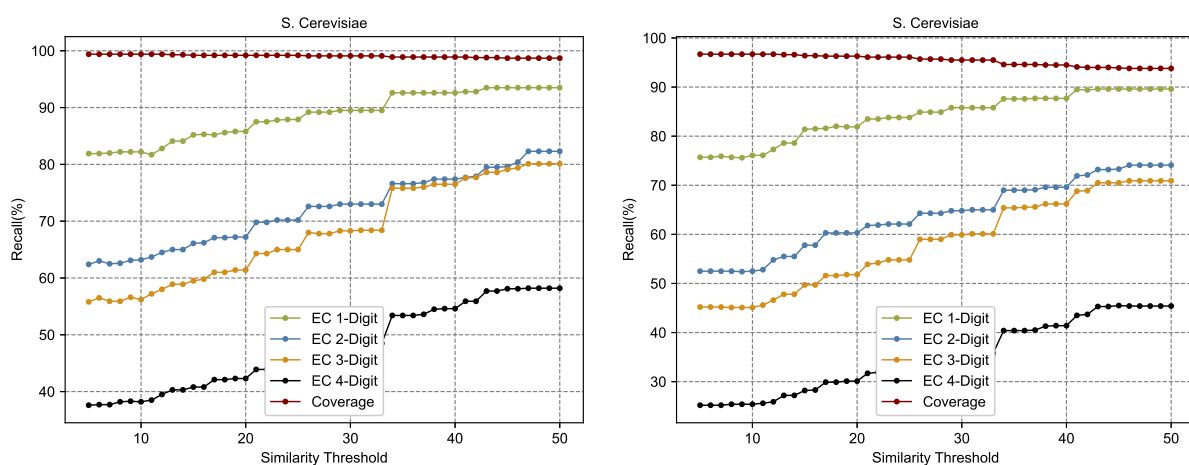 S. Cerevisiae
100
90
80
70
60
50
40
Recall(%)
EC 1-Digit
EC 2-Digit
EC 3-Digit
EC 4-Digit
Coverage
10
20
30
40
50
Similarity Threshold
S. Cerevisiae
100
90
80
70
60
50
40
30
Recall(%)
EC 1-Digit
EC 2-Digit
EC 3-Digit
EC 4-Digit
Coverage
10
20
30
40
50
Similarity Threshold